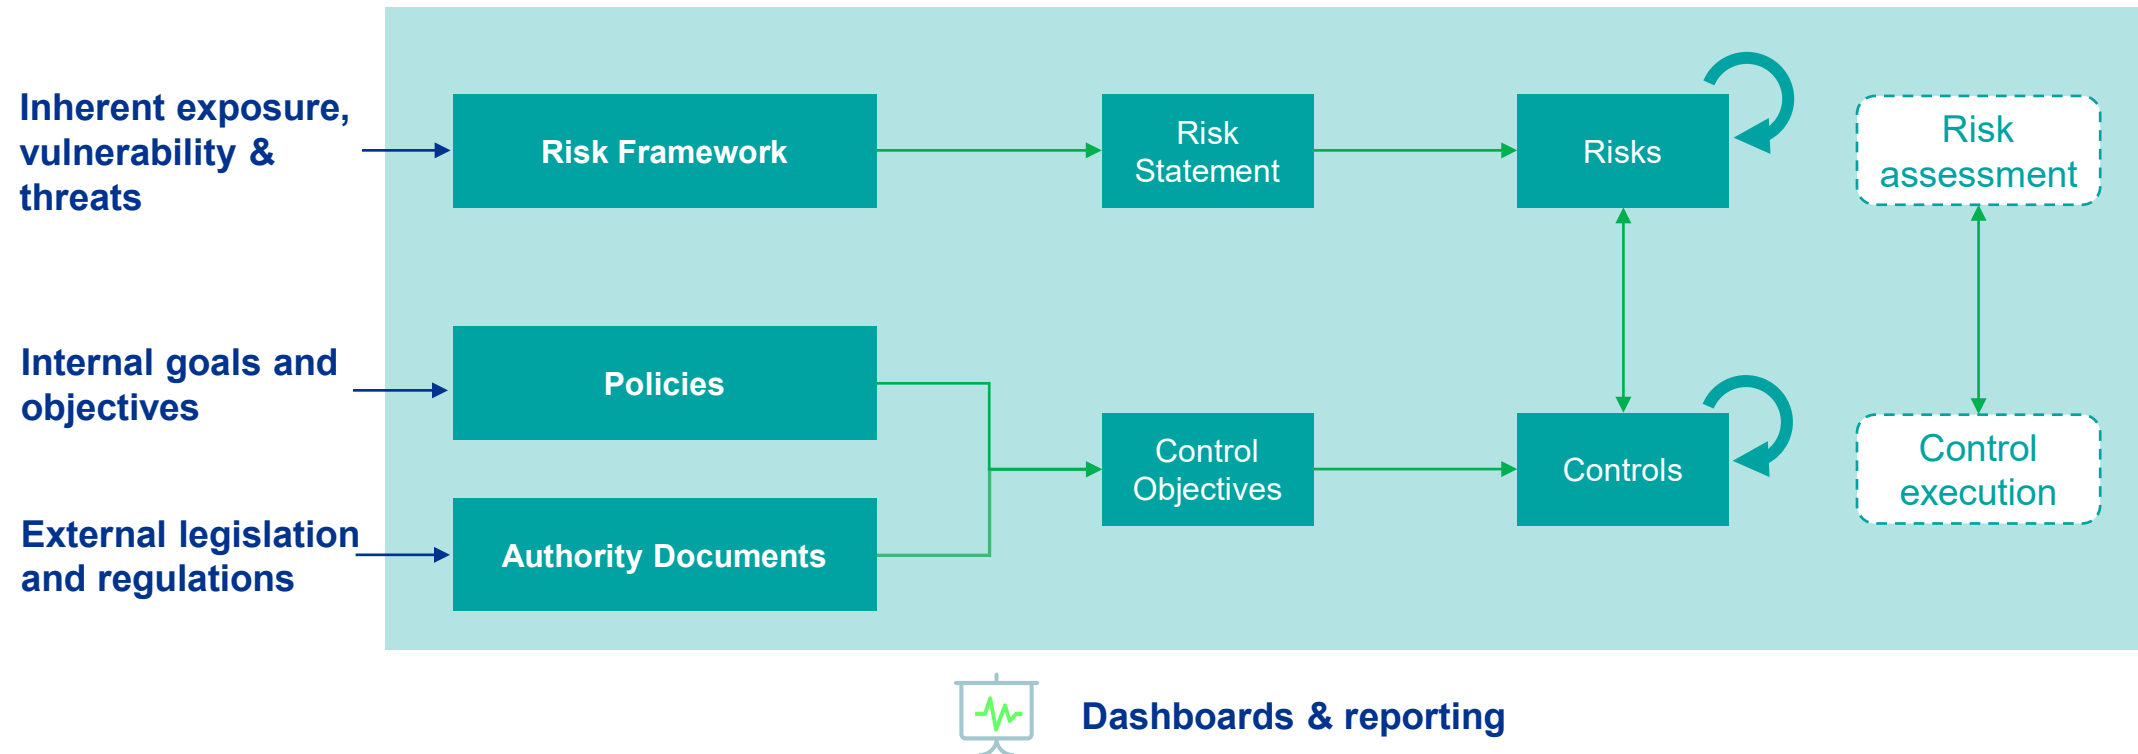 Inherent exposure,
vulnerability &
threats
Risk Framework
Risk
Statement
Risks
Risk
assessment
Internal goals and
objectives
Policies
Control
Objectives
Controls
Control
execution
External legislation
and regulations
Authority Documents
Dashboards & reporting